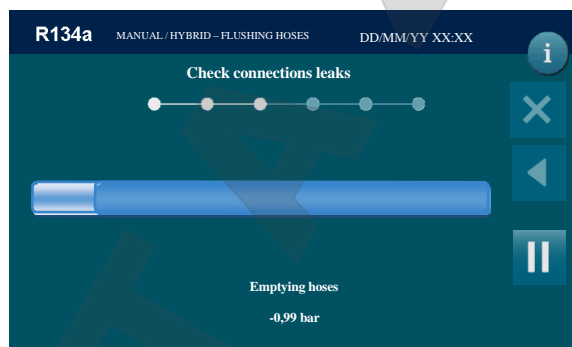 R134a MANUAL / HYBRID – FLUSHING HOSES DD/MM/YY XX:XX
i
Check connections leaks
Emptying hoses
-0,99 bar